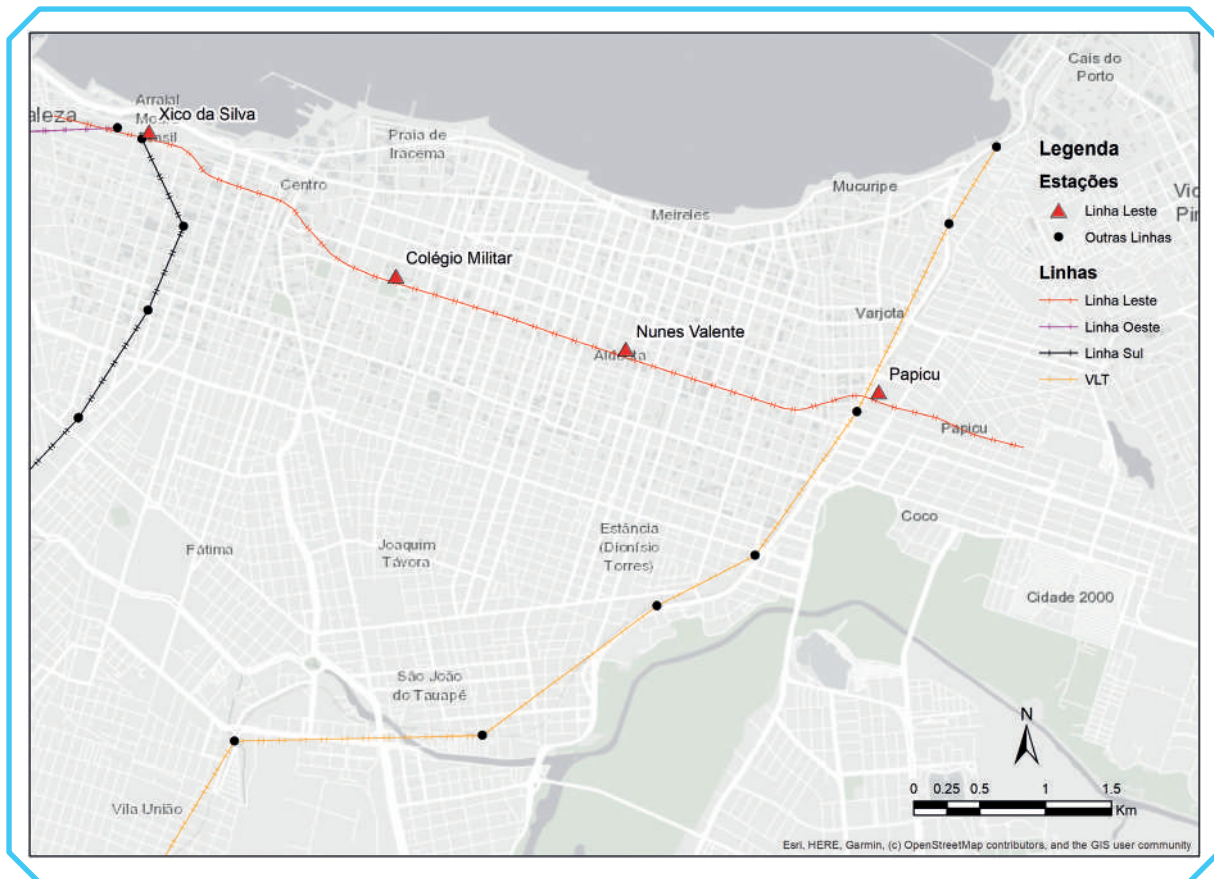 Cais do
Porto
Arraial
Xico da Silva
aleza
Praia de
Iracema
Legenda
Estações
Centro
Mucuripe
Meireles
Linha Leste
Outras Linhas
Colégio Militar
Linhas
Linha Leste
Varjota
Linha Oeste
Nunes Valente
Linha Sul
Papicu
VLT
Papicu
Coco
Estância
(Dionísio
Torres)
Fátima
Joaquim
Távora
Cidade 2000
São João
do Tauapé
N
0 0.25 0.5 1 1.5
Km
Vila União
Esri, HERE, Garmin, (c) OpenStreetMap contributors, and the GIS user community